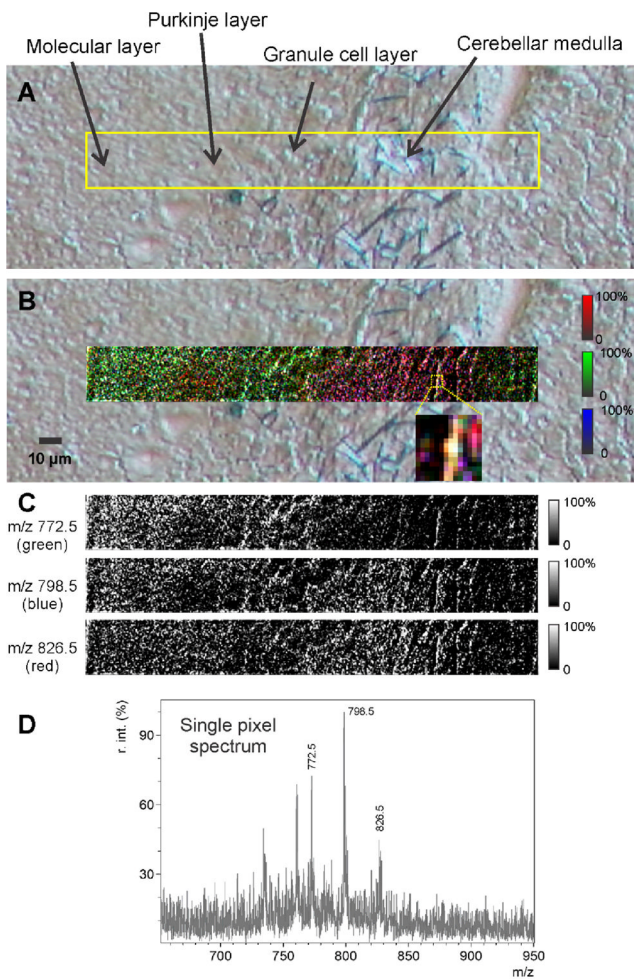 Purkinje layer
Molecular layer
Granule cell layer
Cerebellar medulla
A
B
100%
0
100%
0
100%
0
10 µm
C
m/z 772.5
(green)
100%
0
m/z 798.5
(blue)
100%
0
m/z 826.5
(red)
100%
0
D
Single pixel
spectrum
r. int. (%)
90
60
30
772.5
798.5
826.5
700
750
800
850
900
950
m/z